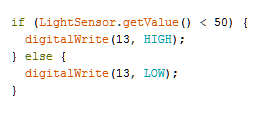 if (LightSensor.getValue() < 50) {
  digitalWrite(13, HIGH);
} else {
  digitalWrite(13, LOW);
}